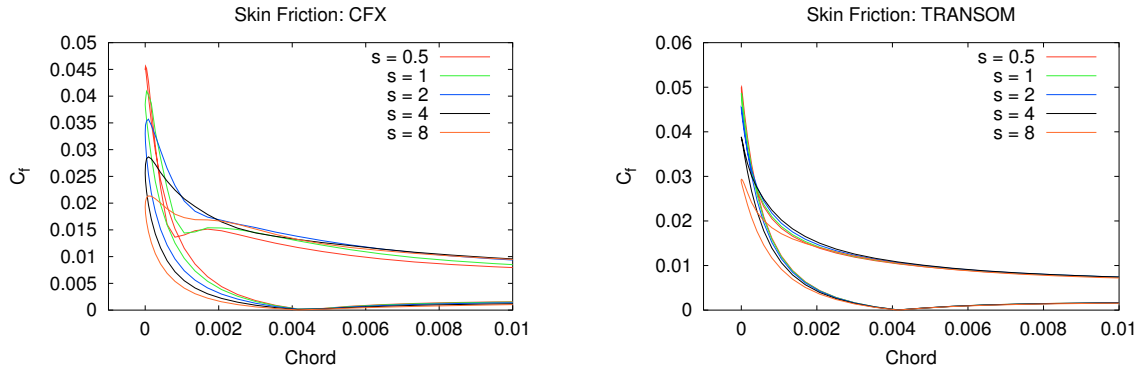 Skin Friction: CFX
0.05
0.045
0.04
0.035
0.03
0.025
0.02
0.015
0.01
0.005
0
C_f
s = 0.5
s = 1
s = 2
s = 4
s = 8
0 0.002 0.004 0.006 0.008 0.01
Chord
Skin Friction: TRANSOM
0.06
0.05
0.04
0.03
0.02
0.01
0
C_f
s = 0.5
s = 1
s = 2
s = 4
s = 8
0 0.002 0.004 0.006 0.008 0.01
Chord